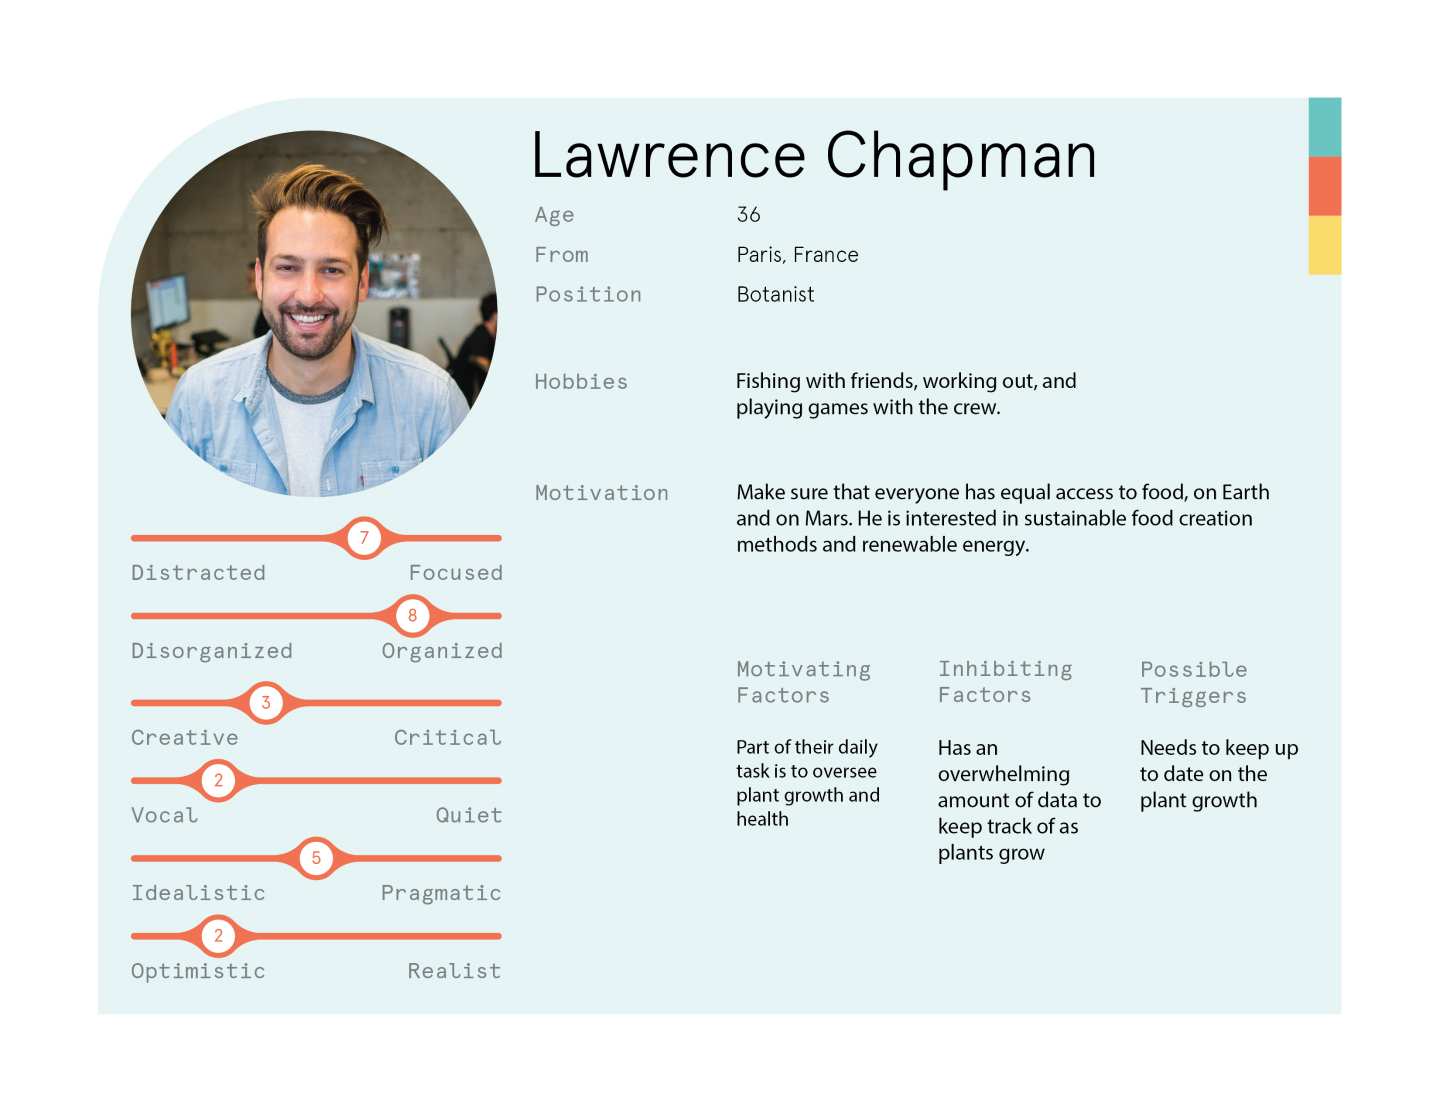 Lawrence Chapman
Age 36
From Paris, France
Position Botanist
Hobbies Fishing with friends, working out, and
playing games with the crew.
Motivation Make sure that everyone has equal access to food, on Earth
and on Mars. He is interested in sustainable food creation
methods and renewable energy.
7
Distracted Focused
8
Disorganized Organized
3
Creative Critical
2
Vocal Quiet
5
Idealistic Pragmatic
2
Optimistic Realist
Motivating
Factors
Part of their daily
task is to oversee
plant growth and
health
Inhibiting
Factors
Has an
overwhelming
amount of data to
keep track of as
plants grow
Possible
Triggers
Needs to keep up
to date on the
plant growth